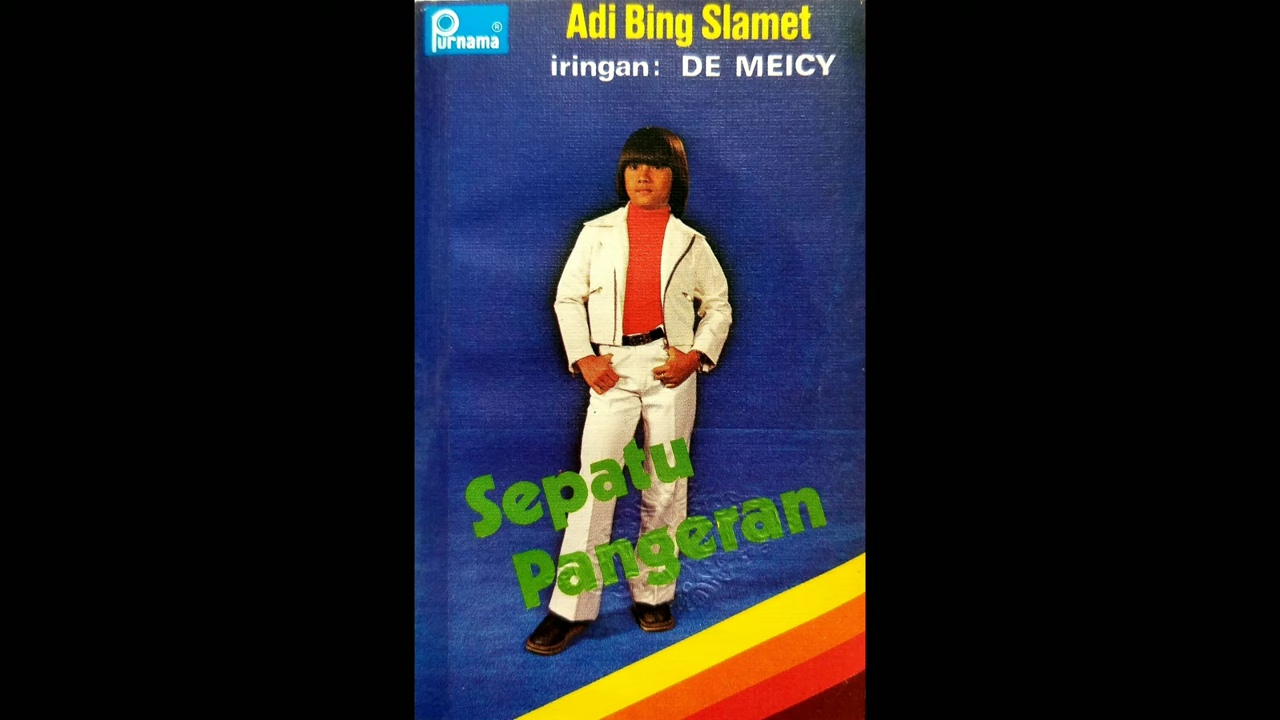 Purnama ®
Adi Bing Slamet
iringan: DE MEICY
Sepatu
Pangeran